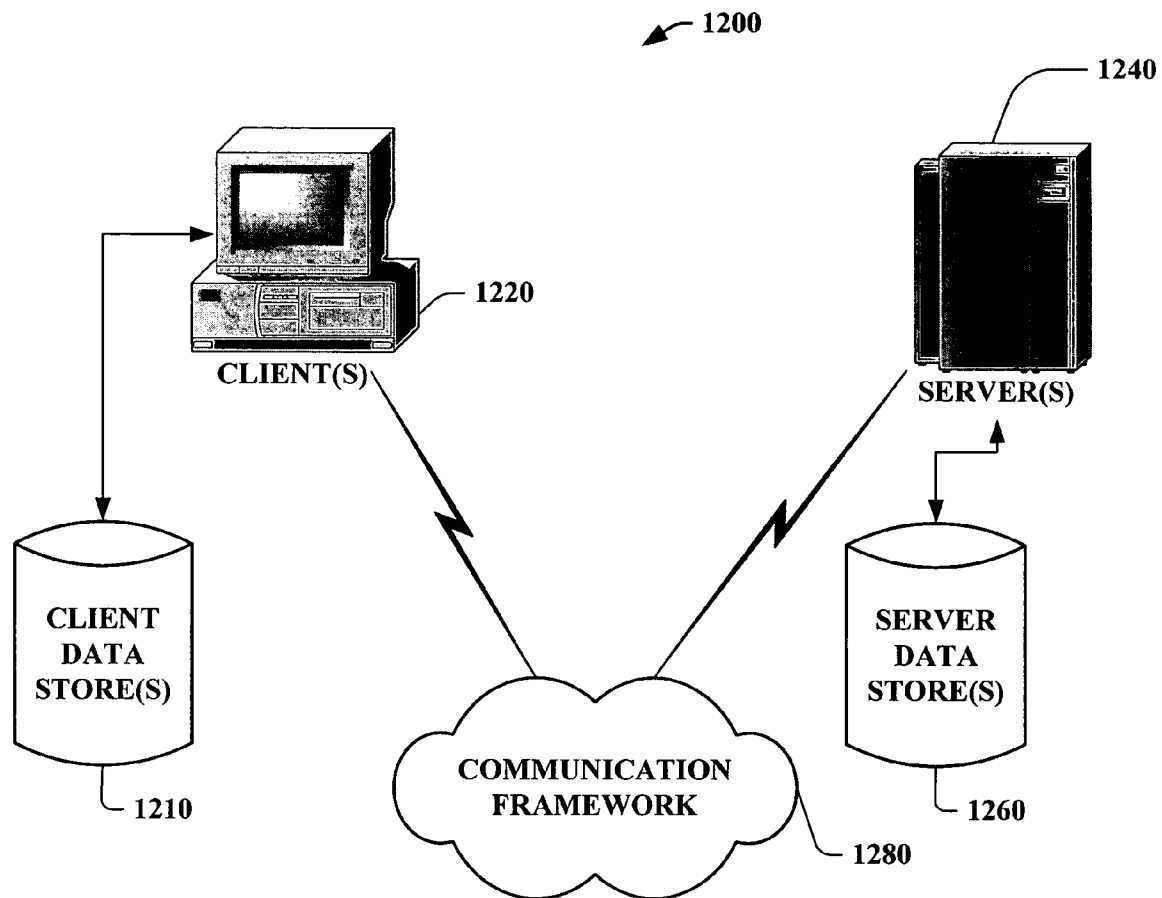 1200
1240
1220
CLIENT(S)
SERVER(S)
CLIENT
DATA
STORE(S)
SERVER
DATA
STORE(S)
COMMUNICATION
FRAMEWORK
1210
1260
1280